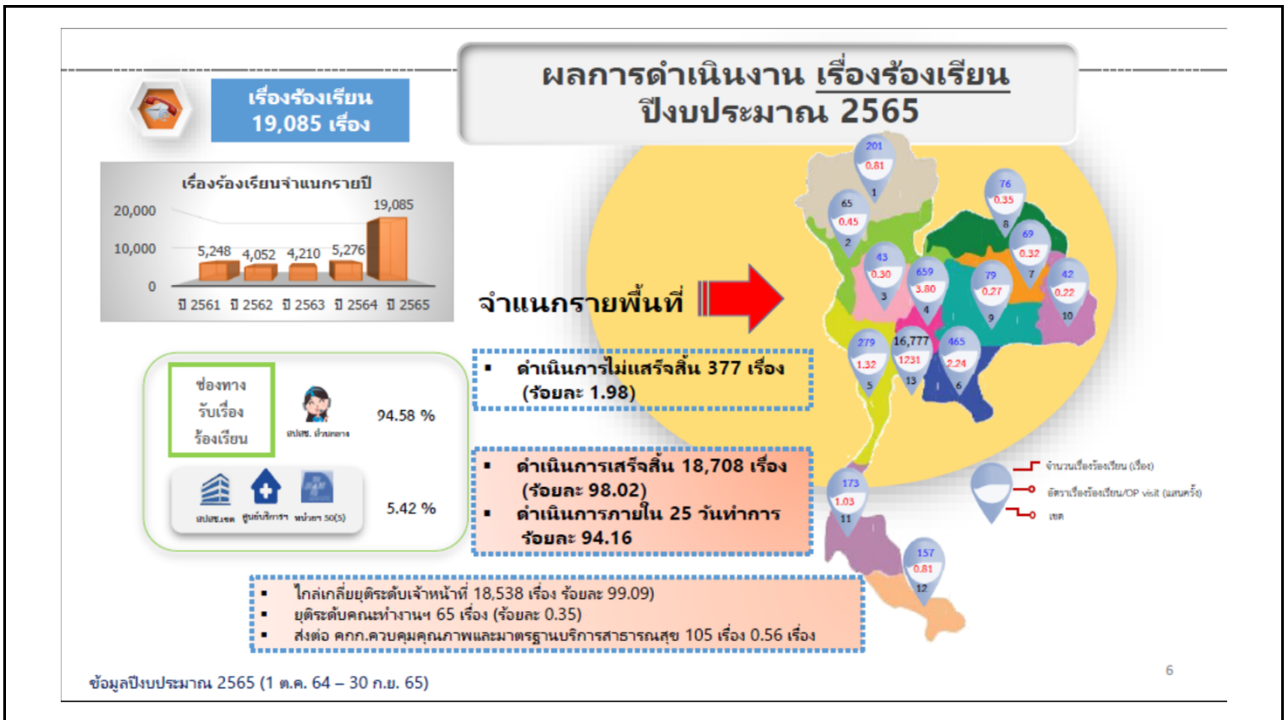 ผลการดำเนินงาน เรื่องร้องเรียน
ปีงบประมาณ 2565
เรื่องร้องเรียน
19,085 เรื่อง
เรื่องร้องเรียนจำแนกรายปี
20,000
10,000
0
5,248
4,052
4,210
5,276
19,085
ปี 2561 ปี 2562 ปี 2563 ปี 2564 ปี 2565
จำแนกรายพื้นที่
ช่องทาง
รับเรื่อง
ร้องเรียน
สปสช. ส่วนกลาง
94.58 %
สปสช.เขต ศูนย์บริการฯ หน่วยฯ 50(5)
5.42 %
▪ ดำเนินการไม่แสร็จสิ้น 377 เรื่อง
(ร้อยละ 1.98)
▪ ดำเนินการเสร็จสิ้น 18,708 เรื่อง
(ร้อยละ 98.02)
▪ ดำเนินการภายใน 25 วันทำการ
ร้อยละ 94.16
▪ ไกล่เกลี่ยยุติระดับเจ้าหน้าที่ 18,538 เรื่อง ร้อยละ 99.09)
▪ ยุติระดับคณะทำงานฯ 65 เรื่อง (ร้อยละ 0.35)
▪ ส่งต่อ คกก.ควบคุมคุณภาพและมาตรฐานบริการสาธารณสุข 105 เรื่อง 0.56 เรื่อง
201
0.81
1
65
0.45
2
76
0.35
8
69
0.32
7
43
0.30
3
659
3.80
4
79
0.27
9
42
0.22
10
279
1.32
5
16,777
1231
13
465
2.24
6
173
1.03
11
157
0.81
12
จำนวนเรื่องร้องเรียน (เรื่อง)
อัตราเรื่องร้องเรียน/OP visit (แสนครั้ง)
เขต
6
ข้อมูลปีงบประมาณ 2565 (1 ต.ค. 64 – 30 ก.ย. 65)